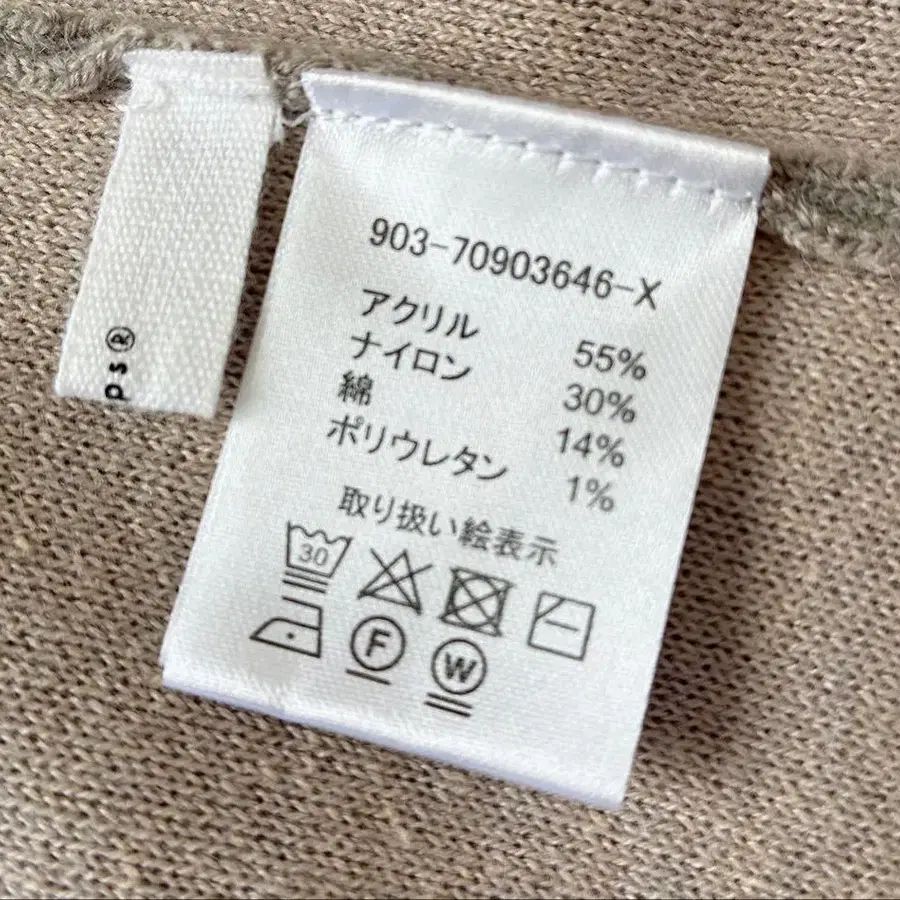 903-70903646-X
アクリル 55%
ナイロン 30%
綿 14%
ポリウレタン 1%
取り扱い絵表示
30
F
W
ps®